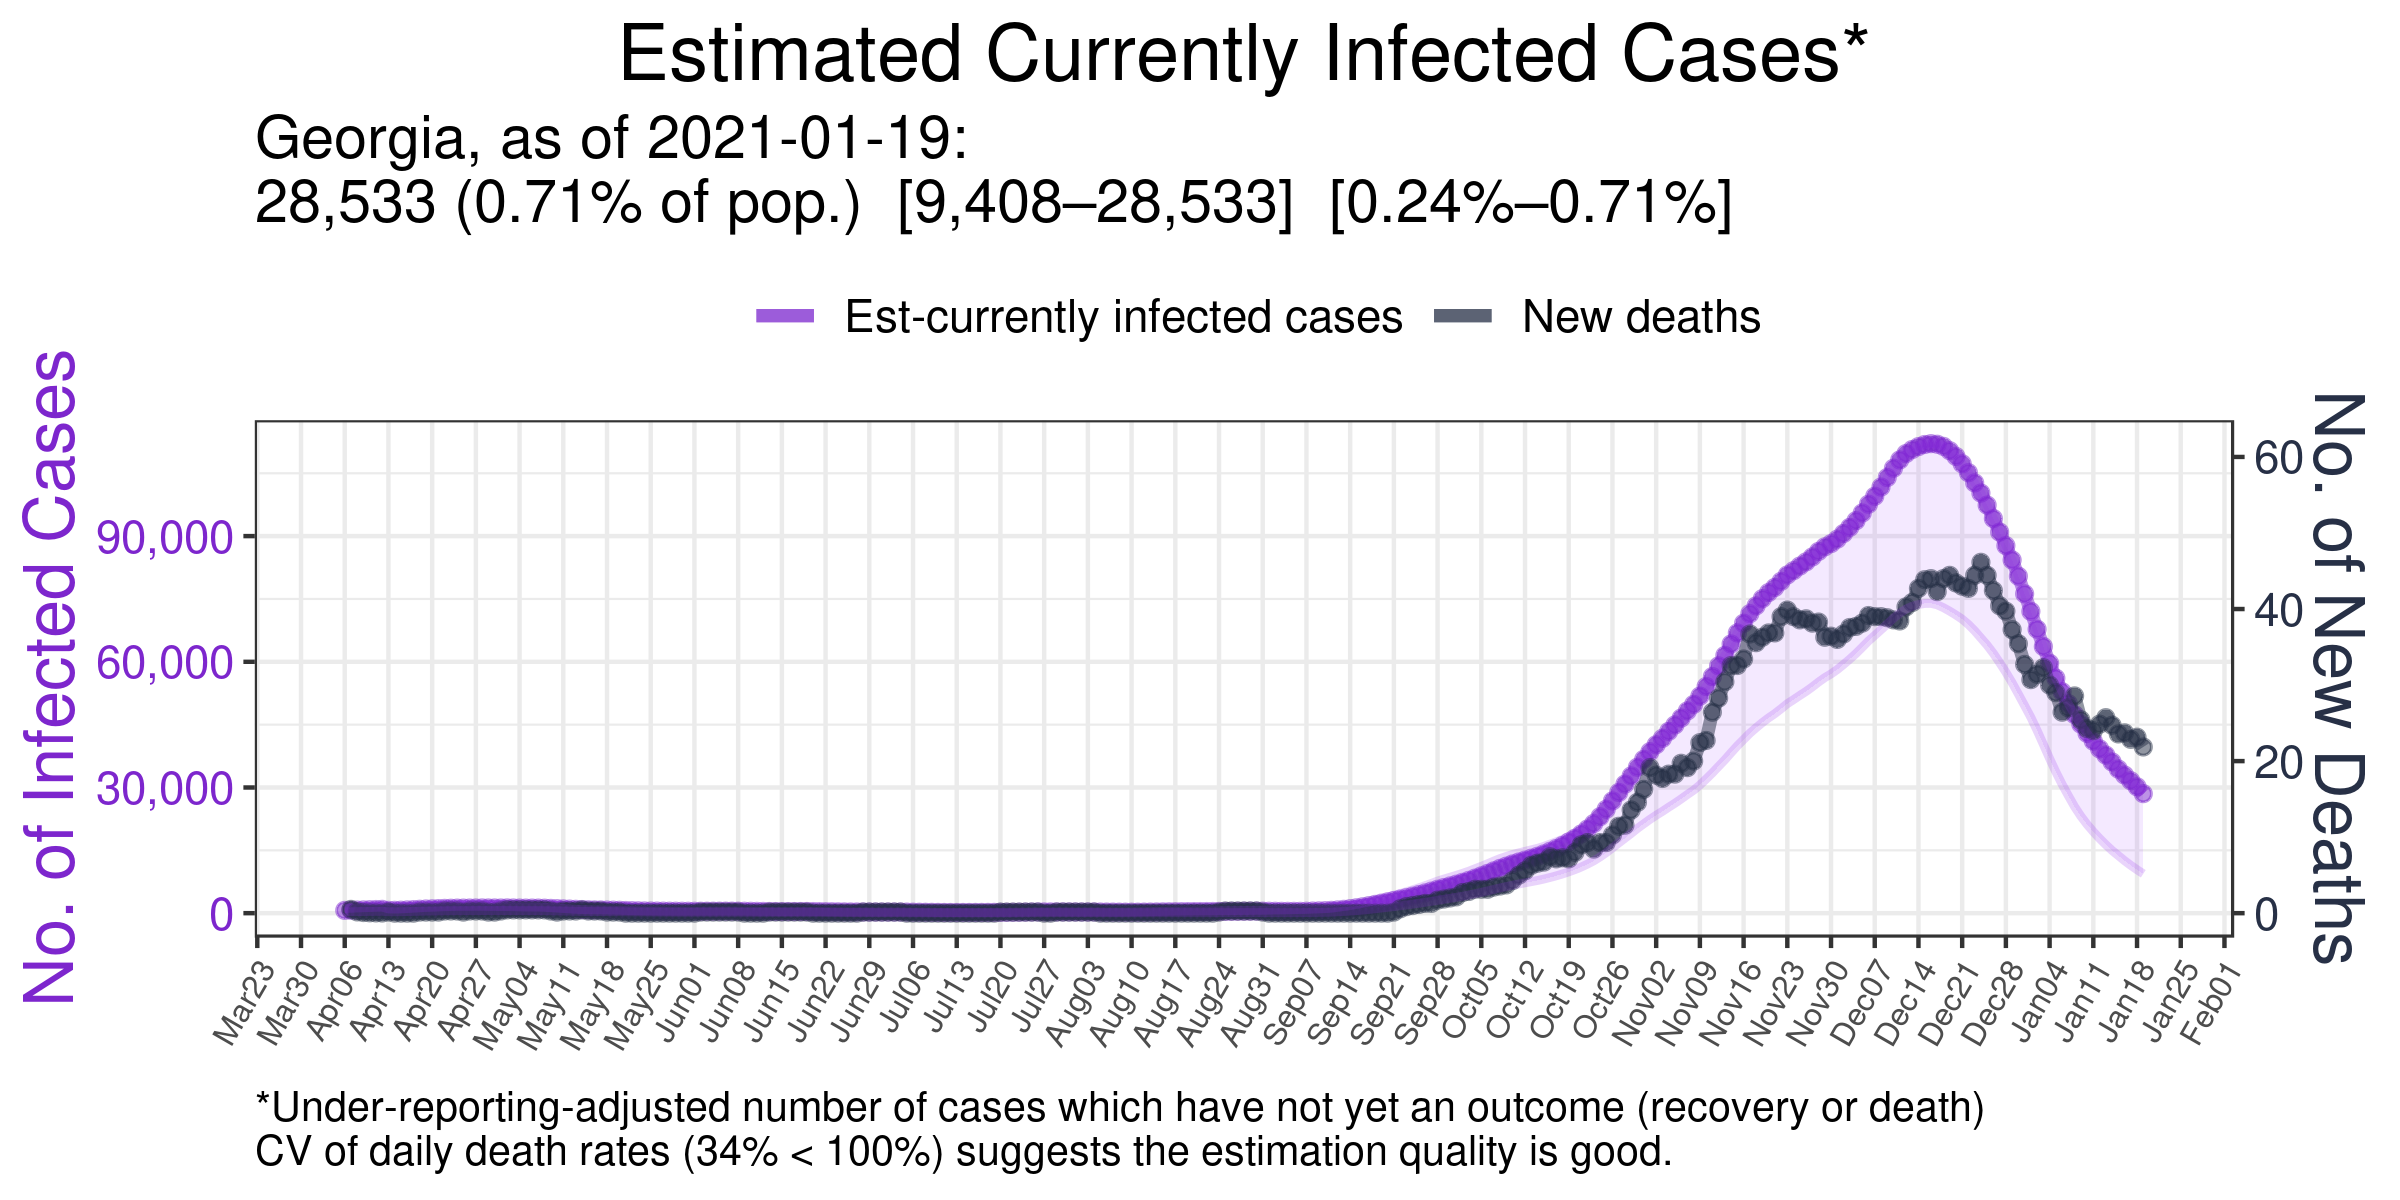 Estimated Currently Infected Cases*
Georgia, as of 2021-01-19:
28,533 (0.71% of pop.) [9,408–28,533] [0.24%–0.71%]
Est-currently infected cases New deaths
No. of Infected Cases
90,000
60,000
30,000
0
60
40
20
0
No. of New Deaths
Mar23 Mar30 Apr06 Apr13 Apr20 Apr27 May04 May11 May18 May25 Jun01 Jun08 Jun15 Jun22 Jun29 Jul06 Jul13 Jul20 Jul27 Aug03 Aug10 Aug17 Aug24 Aug31 Sep07 Sep14 Sep21 Sep28 Oct05 Oct12 Oct19 Oct26 Nov02 Nov09 Nov16 Nov23 Nov30 Dec07 Dec14 Dec21 Dec28 Jan04 Jan11 Jan18 Jan25 Feb01
*Under-reporting-adjusted number of cases which have not yet an outcome (recovery or death)
CV of daily death rates (34% < 100%) suggests the estimation quality is good.